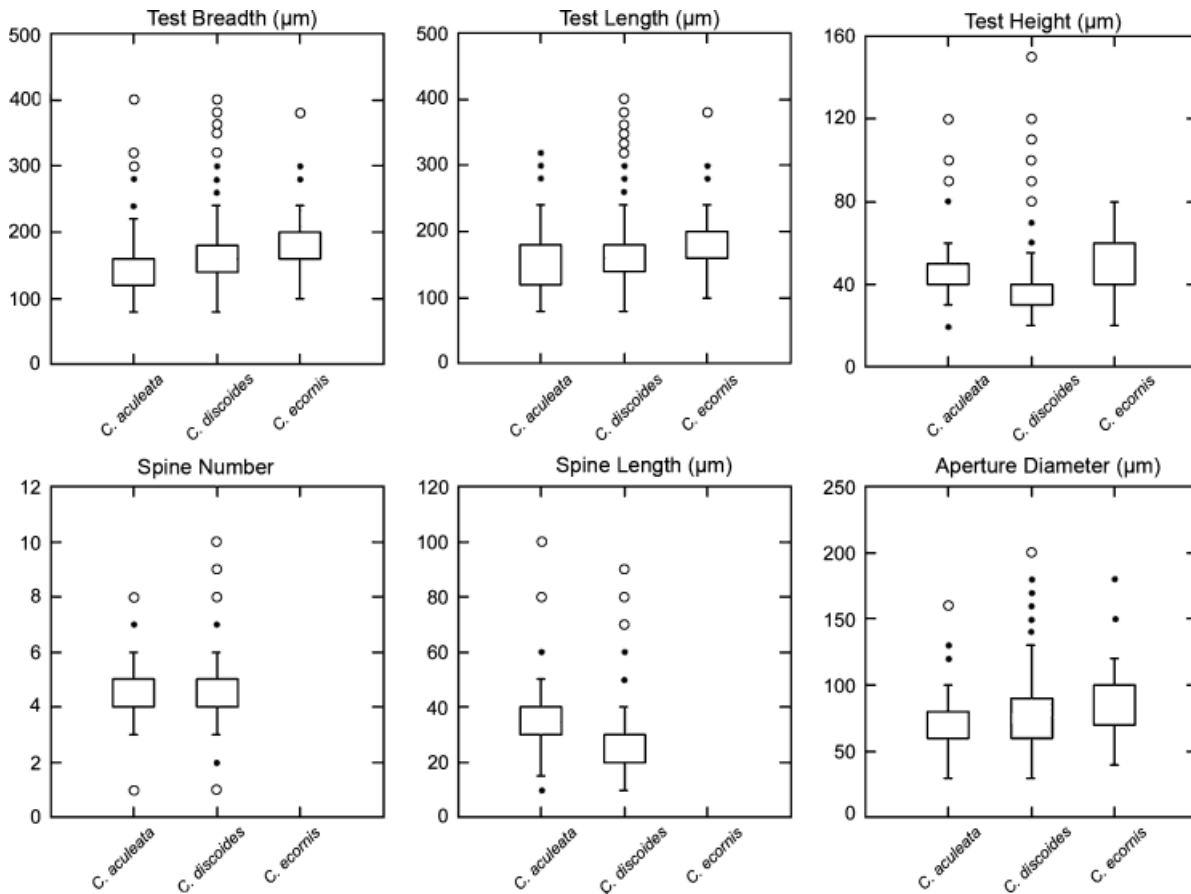 Test Breadth (µm)
500
400
300
200
100
0
C. aculeata
C. discoides
C. ecornis
Test Length (µm)
500
400
300
200
100
0
C. aculeata
C. discoides
C. ecornis
Test Height (µm)
160
120
80
40
0
C. aculeata
C. discoides
C. ecornis
Spine Number
12
10
8
6
4
2
0
C. aculeata
C. discoides
C. ecornis
Spine Length (µm)
120
100
80
60
40
20
0
C. aculeata
C. discoides
C. ecornis
Aperture Diameter (µm)
250
200
150
100
50
0
C. aculeata
C. discoides
C. ecornis